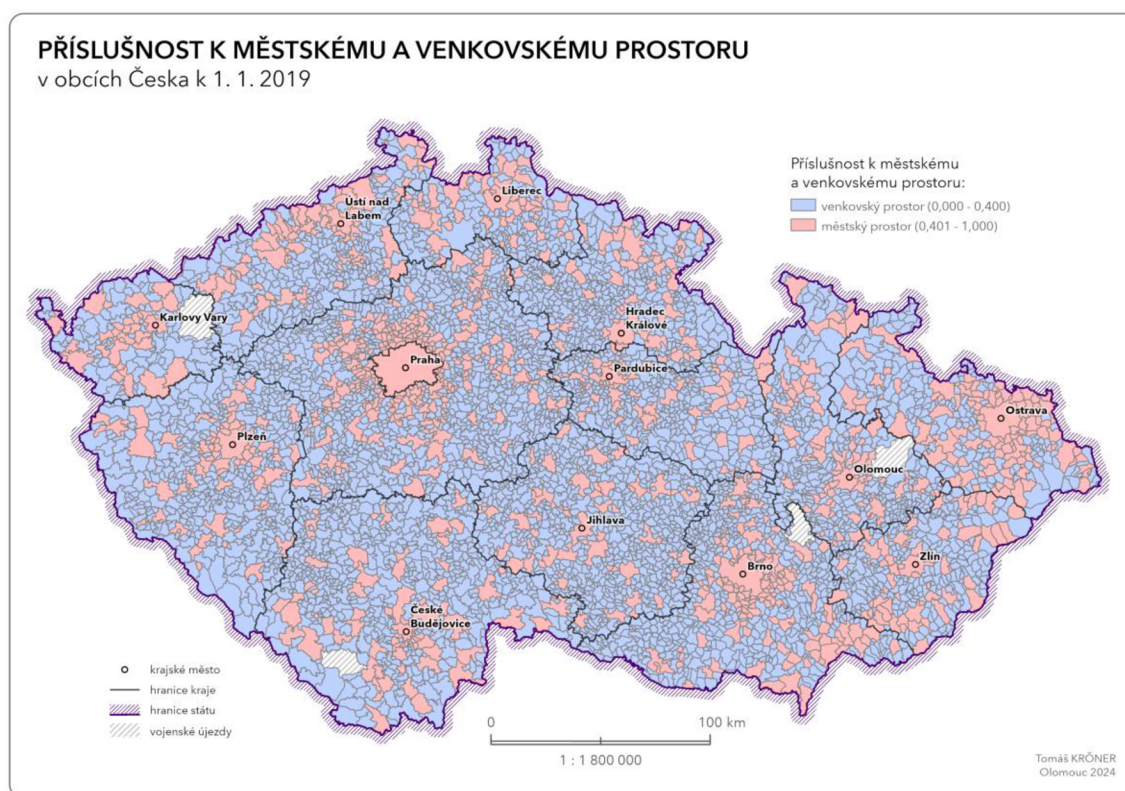 PŘÍSLUŠNOST K MĚSTSKÉMU A VENKOVSKÉMU PROSTORU
v obcích Česka k 1. 1. 2019
Příslušnost k městskému
a venkovskému prostoru:
venkovský prostor (0,000 - 0,400)
městský prostor (0,401 - 1,000)
Liberec
Ústí nad
Labem
Karlovy Vary
Hradec
Králové
Praha
Pardubice
Plzeň
Ostrava
Olomouc
Jihlava
Brno
Zlín
České
Budějovice
krajské město
hranice kraje
hranice státu
vojenské újezdy
0 100 km
1 : 1 800 000
Tomáš KRÖNER
Olomouc 2024